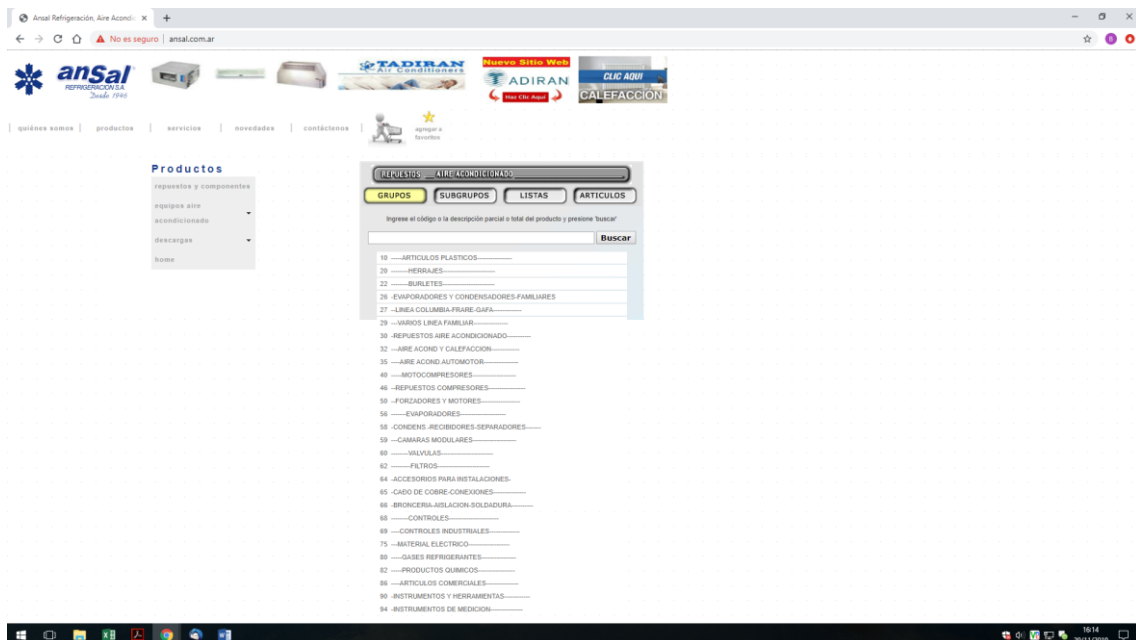 Ansal Refrigeración, Aire Acondi
No es seguro | ansal.com.ar
anSal
REFRIGERACION S.A.
Desde 1946
TADIRAN
Air Conditioners
Nuevo Sitio Web
TADIRAN
Haz Clic Aqui
CLIC AQUI
CALEFACCION
quiénes somos | productos | servicios | novedades | contáctenos
agregar a
favoritos
Productos
repuestos y componentes
equipos aire
acondicionado
descargas
home
REPUESTOS __ AIRE ACONDICIONADO
GRUPOS SUBGRUPOS LISTAS ARTICULOS
Ingrese el código o la descripción parcial o total del producto y presione 'buscar'
Buscar
10 -----ARTICULOS PLASTICOS----------------
20 --------HERRAJES------------------------
22 --------BURLETES------------------------
26 -EVAPORADORES Y CONDENSADORES-FAMILIARES
27 --LINEA COLUMBIA-FRARE-GAFA-------------
29 ---VARIOS LINEA FAMILIAR----------------
30 -REPUESTOS AIRE ACONDICIONADO-----------
32 ----AIRE ACOND Y CALEFACCION-------------
35 ----AIRE ACOND.AUTOMOTOR----------------
40 -----MOTOCOMPRESORES--------------------
46 --REPUESTOS COMPRESORES-----------------
50 --FORZADORES Y MOTORES------------------
56 -------EVAPORADORES---------------------
58 -CONDENS.-RECIBIDORES-SEPARADORES-------
59 ---CAMARAS MODULARES--------------------
60 --------VALVULAS------------------------
62 ---------FILTROS------------------------
64 -ACCESORIOS PARA INSTALACIONES-
65 -CAÐO DE COBRE-CONEXIONES---------------
66 -BRONCERIA-AISLACION-SOLDADURA----------
68 --------CONTROLES-----------------------
69 ----CONTROLES INDUSTRIALES--------------
75 ---MATERIAL ELECTRICO-------------------
80 -----GASES REFRIGERANTES----------------
82 -----PRODUCTOS QUIMICOS-----------------
86 ----ARTICULOS COMERCIALES---------------
90 -INSTRUMENTOS Y HERRAMIENTAS------------
94 -INSTRUMENTOS DE MEDICION---------------
16:14